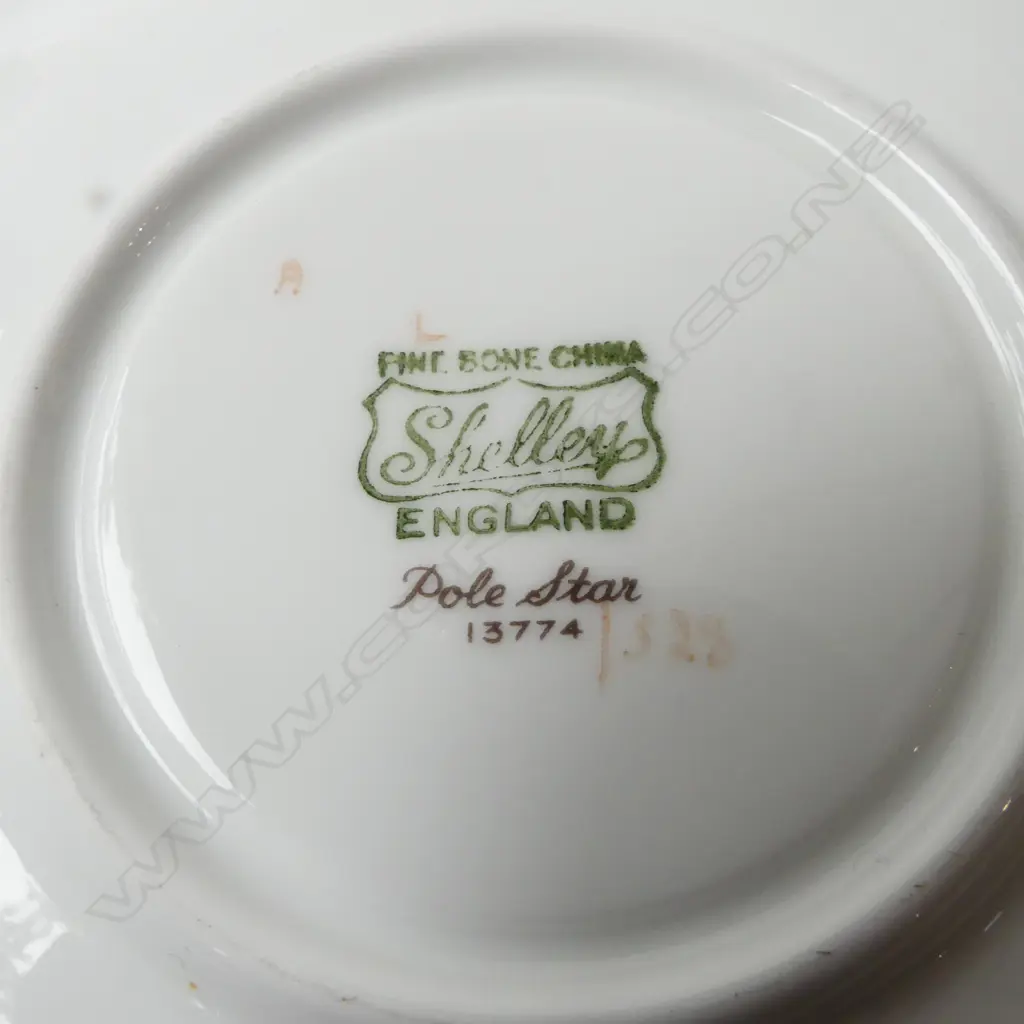 A
L
FINE BONE CHINA
Shelley
ENGLAND
Pole Star
13774